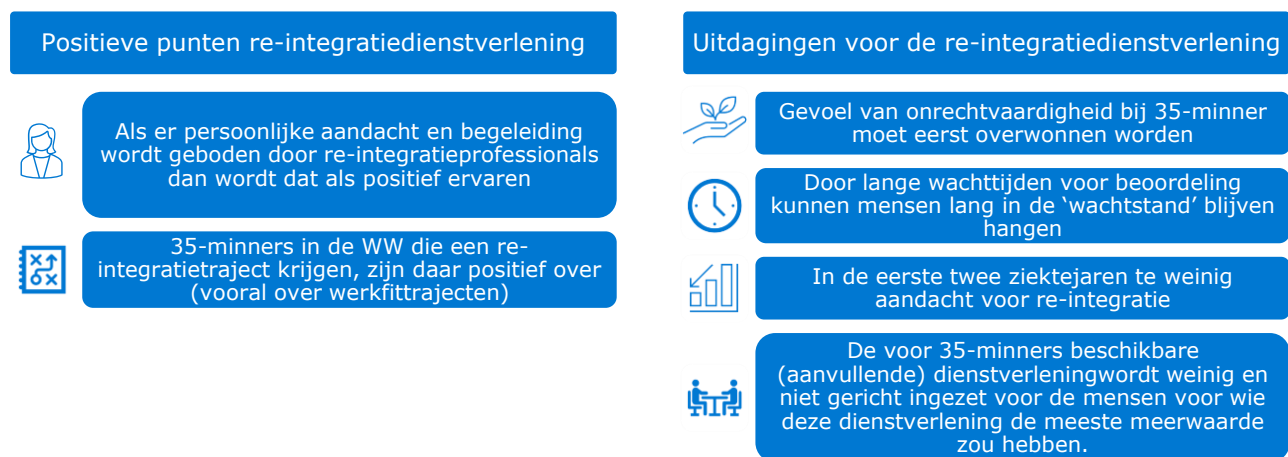 Positieve punten re-integratiedienstverlening
Als er persoonlijke aandacht en begeleiding
wordt geboden door re-integratieprofessionals
dan wordt dat als positief ervaren
35-minners in de WW die een re-
integratietraject krijgen, zijn daar positief over
(vooral over werkfittrajecten)
Uitdagingen voor de re-integratiedienstverlening
Gevoel van onrechtvaardigheid bij 35-minner
moet eerst overwonnen worden
Door lange wachttijden voor beoordeling
kunnen mensen lang in de ‘wachtstand’ blijven
hangen
In de eerste twee ziektejaren te weinig
aandacht voor re-integratie
De voor 35-minners beschikbare
(aanvullende) dienstverleningwordt weinig en
niet gericht ingezet voor de mensen voor wie
deze dienstverlening de meeste meerwaarde
zou hebben.